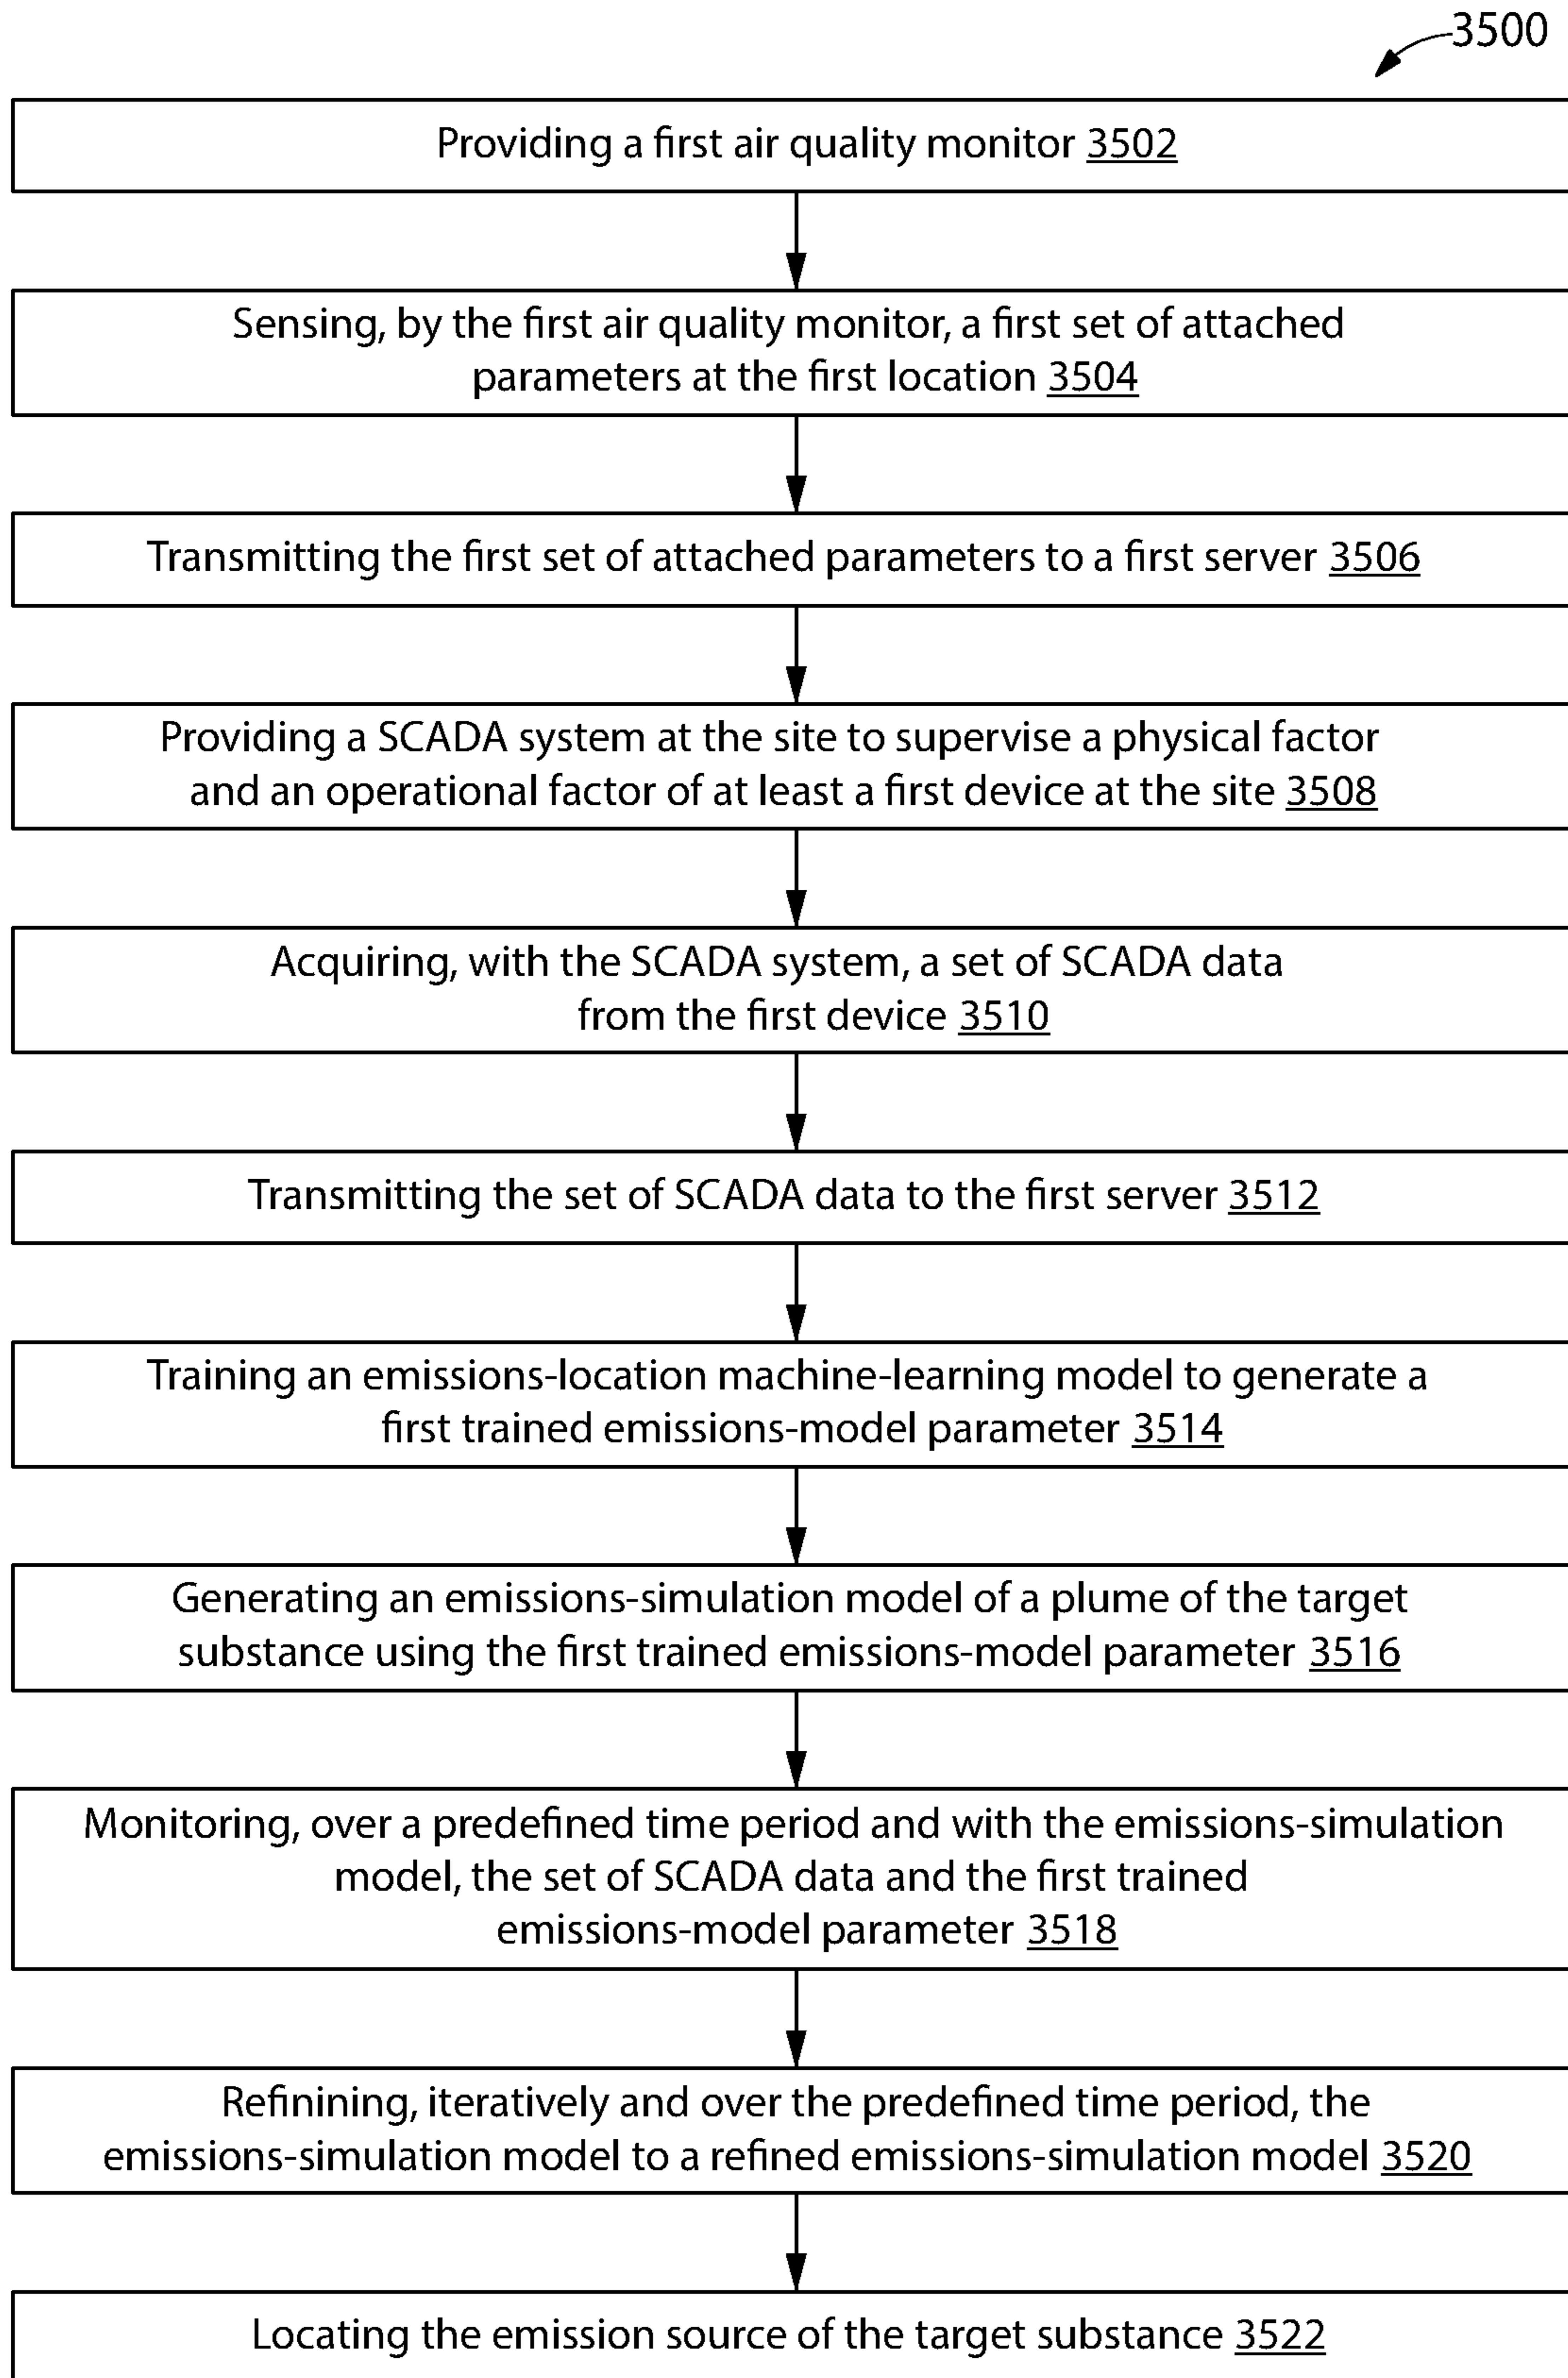 3500
Providing a first air quality monitor 3502
Sensing, by the first air quality monitor, a first set of attached
parameters at the first location 3504
Transmitting the first set of attached parameters to a first server 3506
Providing a SCADA system at the site to supervise a physical factor
and an operational factor of at least a first device at the site 3508
Acquiring, with the SCADA system, a set of SCADA data
from the first device 3510
Transmitting the set of SCADA data to the first server 3512
Training an emissions-location machine-learning model to generate a
first trained emissions-model parameter 3514
Generating an emissions-simulation model of a plume of the target
substance using the first trained emissions-model parameter 3516
Monitoring, over a predefined time period and with the emissions-simulation
model, the set of SCADA data and the first trained
emissions-model parameter 3518
Refinining, iteratively and over the predefined time period, the
emissions-simulation model to a refined emissions-simulation model 3520
Locating the emission source of the target substance 3522